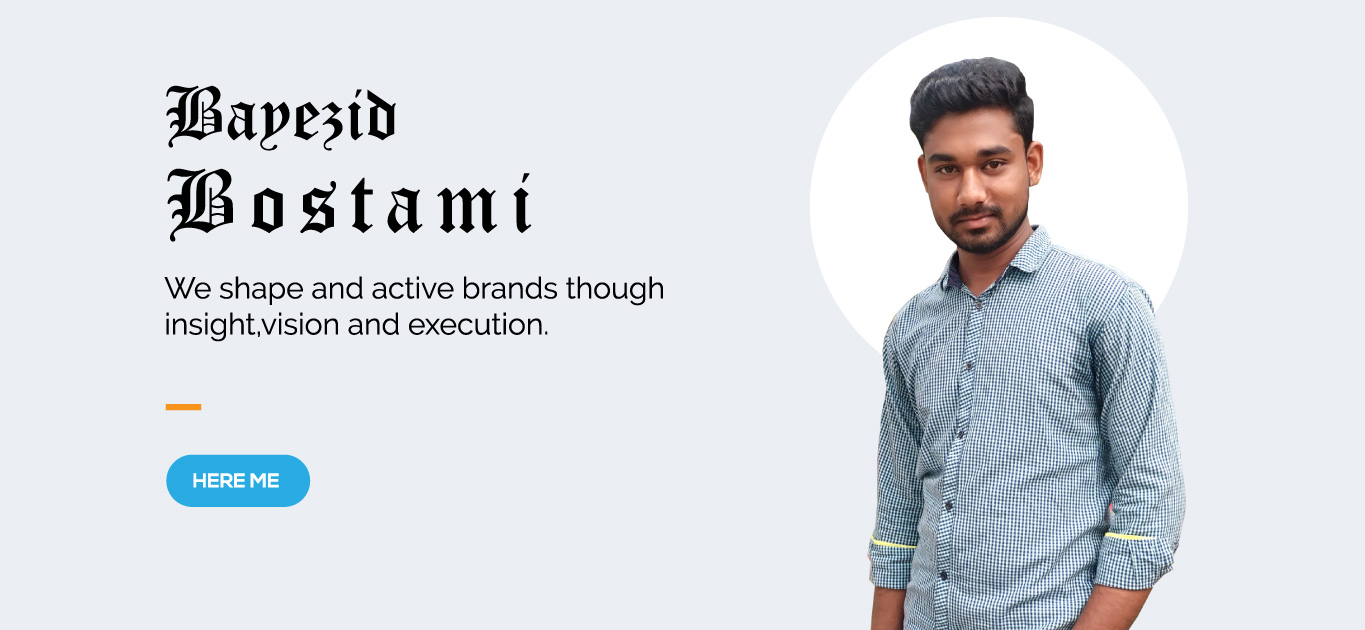 Bayezid
Bostami
We shape and active brands though
insight,vision and execution.
HERE ME